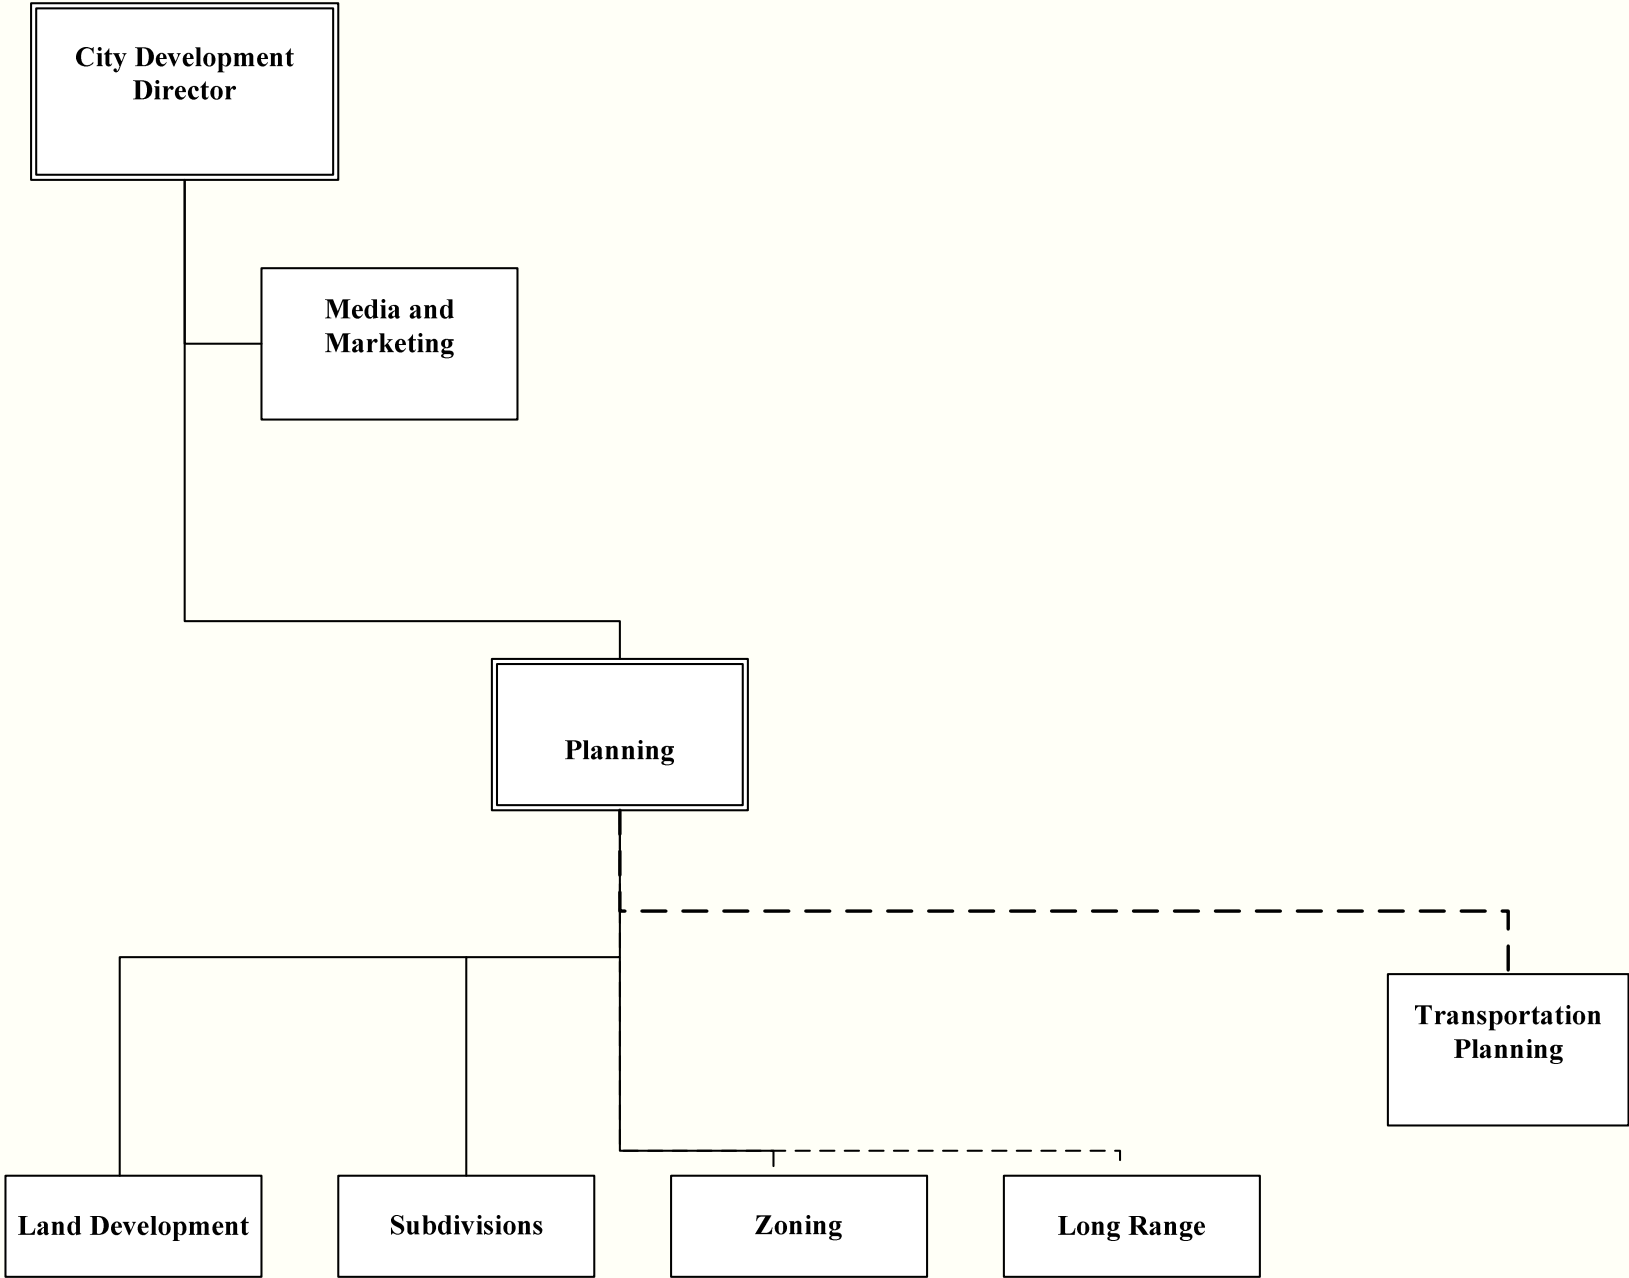 City Development
Director
Media and
Marketing
Planning
Transportation
Planning
Land Development
Subdivisions
Zoning
Long Range